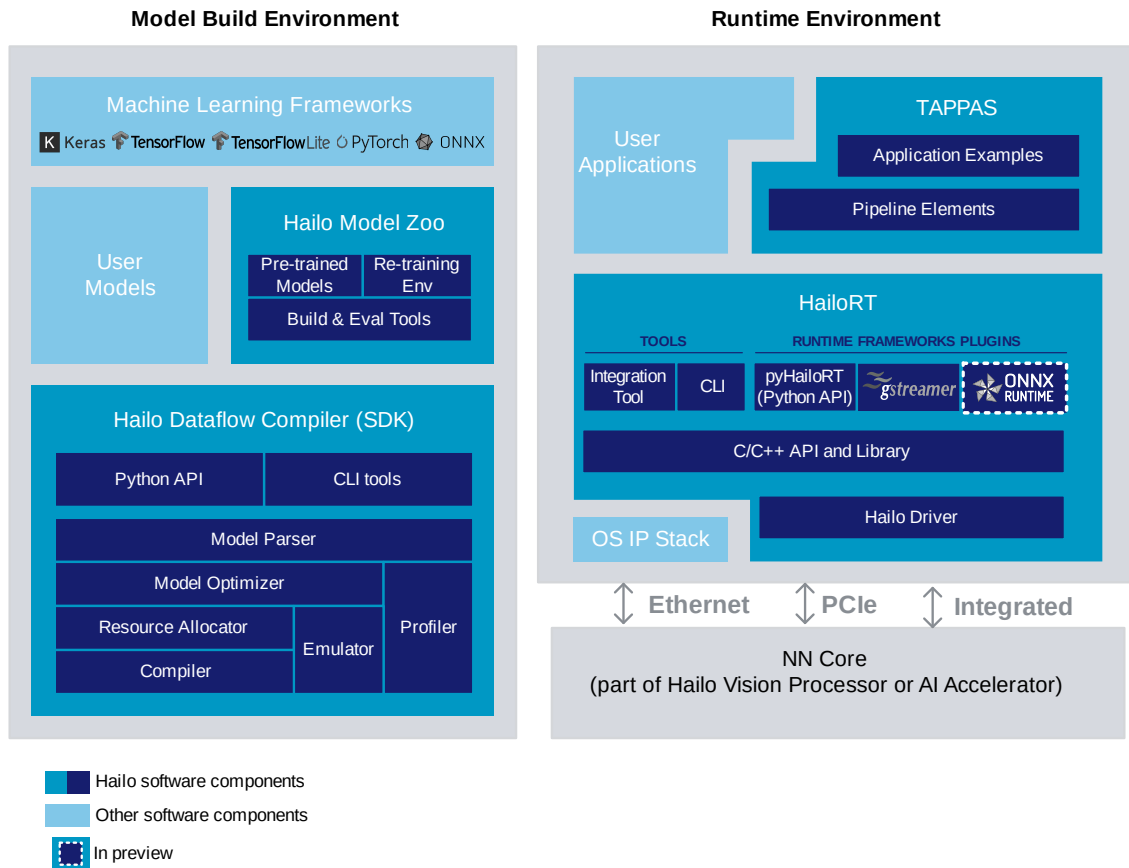 Model Build Environment
Machine Learning Frameworks
K Keras TensorFlow TensorFlowLite PyTorch ONNX
User
Models
Hailo Model Zoo
Pre-trained
Models
Re-training
Env
Build & Eval Tools
Hailo Dataflow Compiler (SDK)
Python API
CLI tools
Model Parser
Model Optimizer
Resource Allocator
Compiler
Emulator
Profiler
Runtime Environment
User
Applications
TAPPAS
Application Examples
Pipeline Elements
HailoRT
TOOLS
Integration
Tool
CLI
RUNTIME FRAMEWORKS PLUGINS
pyHailoRT
(Python API)
gstreamer
ONNX
RUNTIME
C/C++ API and Library
Hailo Driver
OS IP Stack
Ethernet
PCIe
Integrated
NN Core
(part of Hailo Vision Processor or AI Accelerator)
Hailo software components
Other software components
In preview